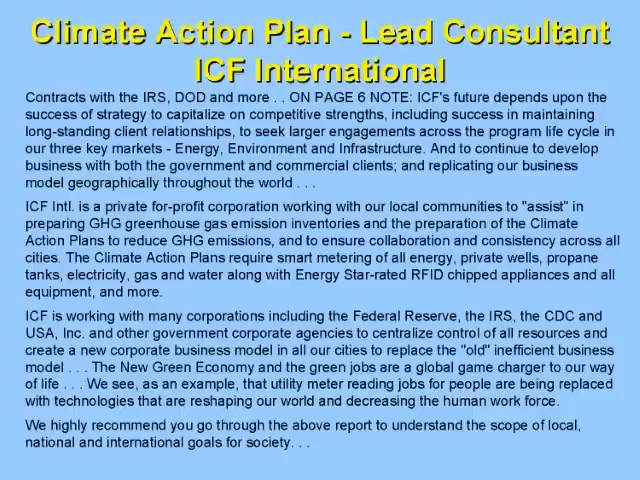 Climate Action Plan - Lead Consultant
ICF International
Contracts with the IRS, DOD and more . . ON PAGE 6 NOTE: ICF's future depends upon the
success of strategy to capitalize on competitive strengths, including success in maintaining
long-standing client relationships, to seek larger engagements across the program life cycle in
our three key markets - Energy, Environment and Infrastructure. And to continue to develop
business with both the government and commercial clients; and replicating our business
model geographically throughout the world . . .
ICF Intl. is a private for-profit corporation working with our local communities to "assist" in
preparing GHG greenhouse gas emission inventories and the preparation of the Climate
Action Plans to reduce GHG emissions, and to ensure collaboration and consistency across all
cities. The Climate Action Plans require smart metering of all energy, private wells, propane
tanks, electricity, gas and water along with Energy Star-rated RFID chipped appliances and all
equipment, and more.
ICF is working with many corporations including the Federal Reserve, the IRS, the CDC and
USA, Inc. and other government corporate agencies to centralize control of all resources and
create a new corporate business model in all our cities to replace the "old" inefficient business
model . . . The New Green Economy and the green jobs are a global game charger to our way
of life . . . We see, as an example, that utility meter reading jobs for people are being replaced
with technologies that are reshaping our world and decreasing the human work force.
We highly recommend you go through the above report to understand the scope of local,
national and international goals for society. . .